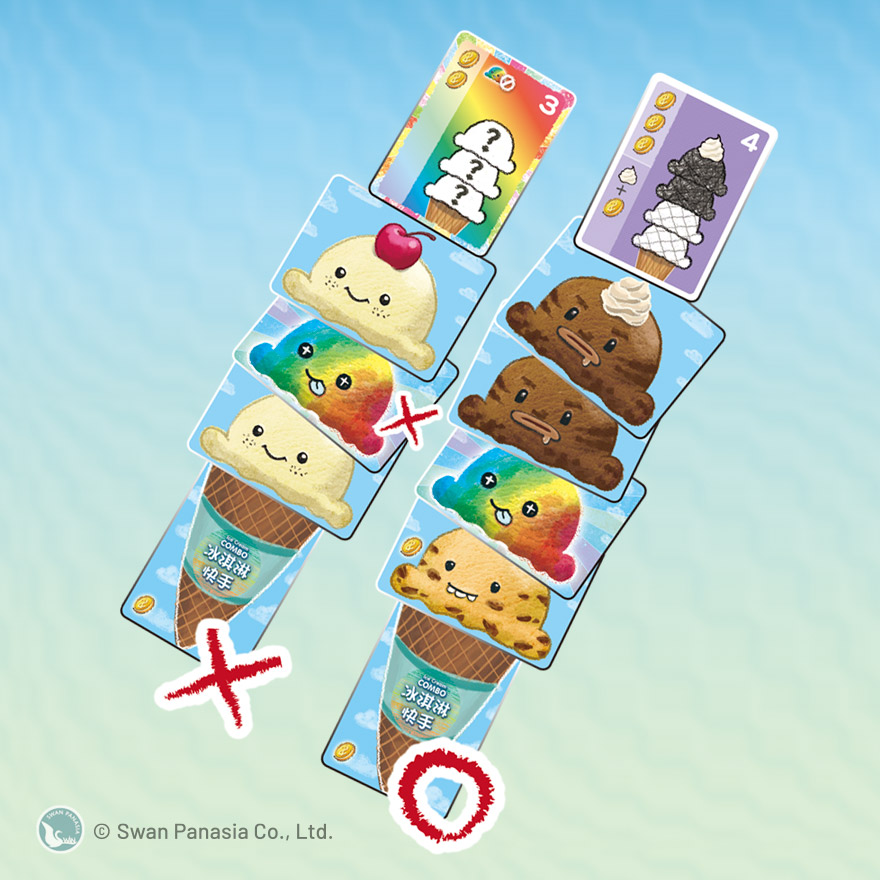 3
4
?
?
?
Ice Cream
COMBO
冰淇淋
快手
Ice Cream
COMBO
冰淇淋
快手
SWAN PANASIA
© Swan Panasia Co., Ltd.